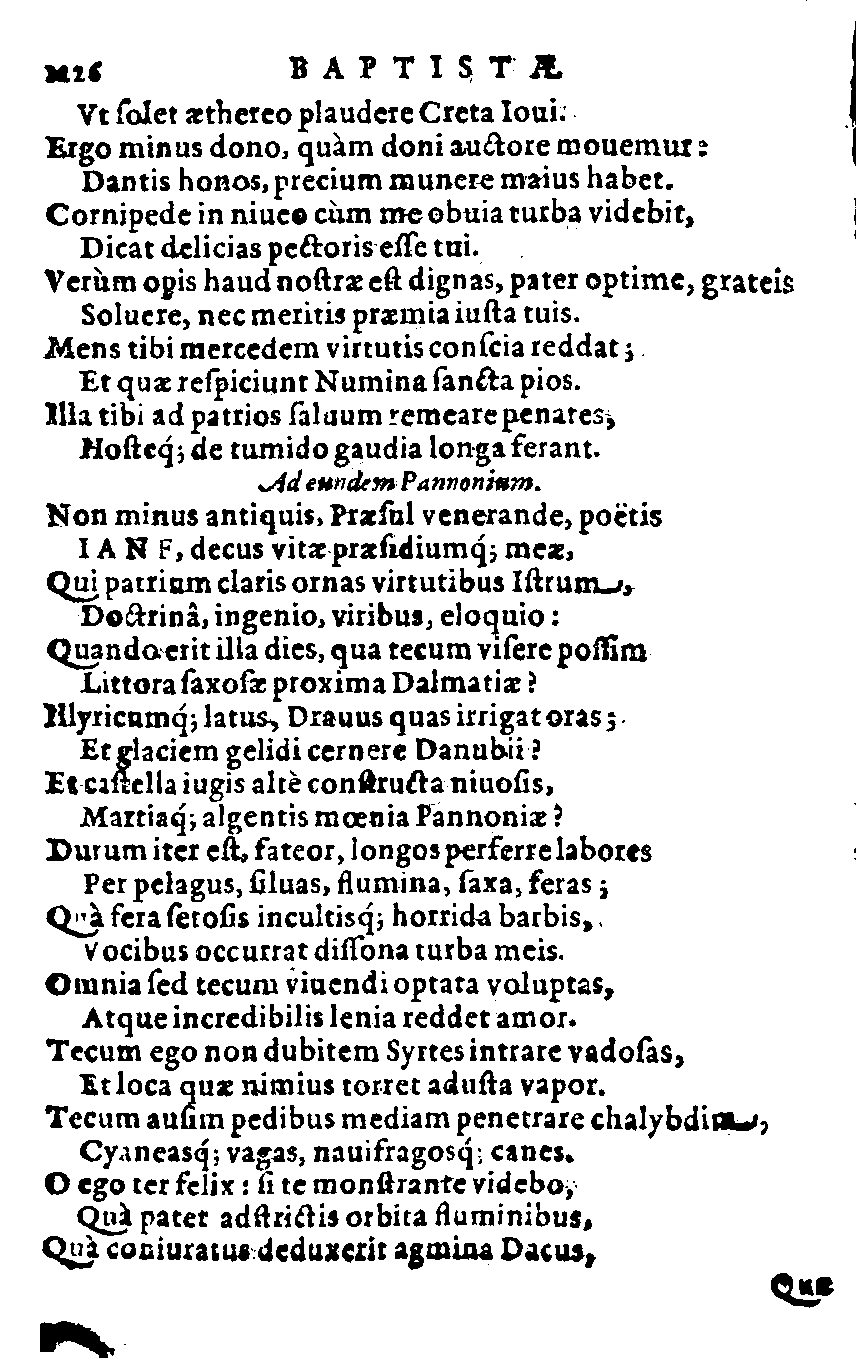 M26 BAPTISTÆ
Vt ſolet æthereo plaudere Creta Ioui.
Ergo minus dono, quàm doni auctore mouemur:
Dantis honos, precium munere maius habet.
Cornipede in niueo cùm me obuia turba videbit,
Dicat delicias pectoris eſſe tui.
Verùm opis haud noſtræ eſt dignas, pater optime, grateis
Soluere, nec meritis præmia iuſta tuis.
Mens tibi mercedem virtutis conſcia reddat;
Et quæ reſpiciunt Numina ſancta pios.
Illa tibi ad patrios ſaluum remeare penates,
Hoſteq́; de tumido gaudia longa ferant.
Ad eundem Pannonium.
Non minus antiquis, Præſul venerande, poëtis
IANE, decus vitæ præſidiumq́; meæ,
Qui patrium claris ornas virtutibus Iſtrum,
Doctrinâ, ingenio, viribus, eloquio:
Quando erit illa dies, qua tecum viſere poſſim
Littora ſaxoſæ proxima Dalmatiæ?
Illyricumq́; latus, Drauus quas irrigat oras;
Et glaciem gelidi cernere Danubii?
Et caſtella iugis altè conſtructa niuoſis,
Martiaq́; algentis mœnia Pannoniæ?
Durum iter eſt, fateor, longos perferre labores
Per pelagus, ſiluas, flumina, ſaxa, feras;
Quà fera ſetoſis incultisq́; horrida barbis,
Vocibus occurrat diſſona turba meis.
Omnia ſed tecum viuendi optata voluptas,
Atque incredibilis lenia reddet amor.
Tecum ego non dubitem Syrtes intrare vadoſas,
Et loca quæ nimius torret aduſta vapor.
Tecum auſim pedibus mediam penetrare chalybdim,
Cyaneasq́; vagas, nauifragosq́; canes.
O ego ter felix: ſi te monſtrante videbo,
Quà patet adſtrictis orbita fluminibus,
Quà coniuratus deduxerit agmina Dacus,
Quæ